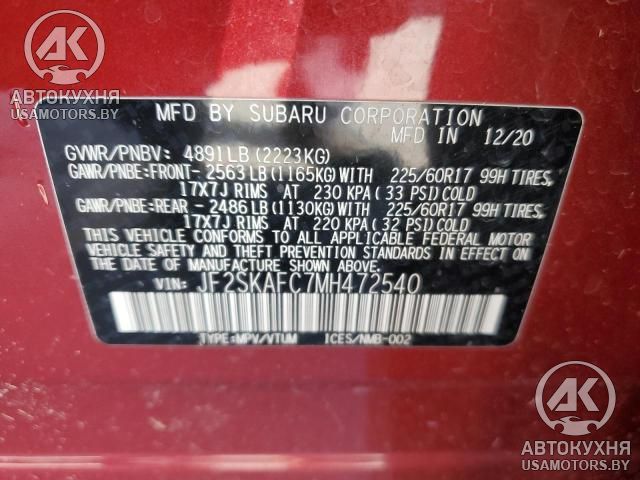 AK
АВТОКУХНЯ
USAMOTORS.BY
MFD BY SUBARU CORPORATION
MFD IN 12/20
GVWR/PNBV: 4891LB (2223KG)
GAWR/PNBE:FRONT- 2563LB (1165KG)WITH 225/60R17 99H TIRES,
17X7J RIMS AT 230 KPA (33 PSI)COLD
GAWR/PNBE:REAR - 2486LB (1130KG)WITH 225/60R17 99H TIRES,
17X7J RIMS AT 220 KPA (32 PSI)COLD
THIS VEHICLE CONFORMS TO ALL APPLICABLE FEDERAL MOTOR
VEHICLE SAFETY AND THEFT PREVENTION STANDARDS IN EFFECT
ON THE DATE OF MANUFACTURE SHOWN ABOVE.
VIN: JF2SKAFC7MH472540
TYPE:MPV/VTUM ICES/NMB-002
AK
АВТОКУХНЯ
USAMOTORS.BY